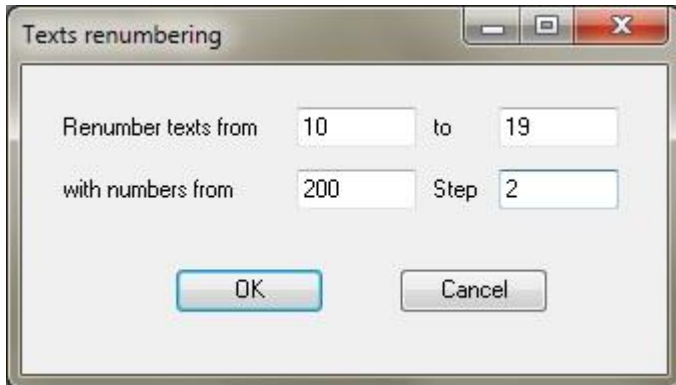 Texts renumbering
Renumber texts from 10 to 19
with numbers from 200 Step 2
OK Cancel